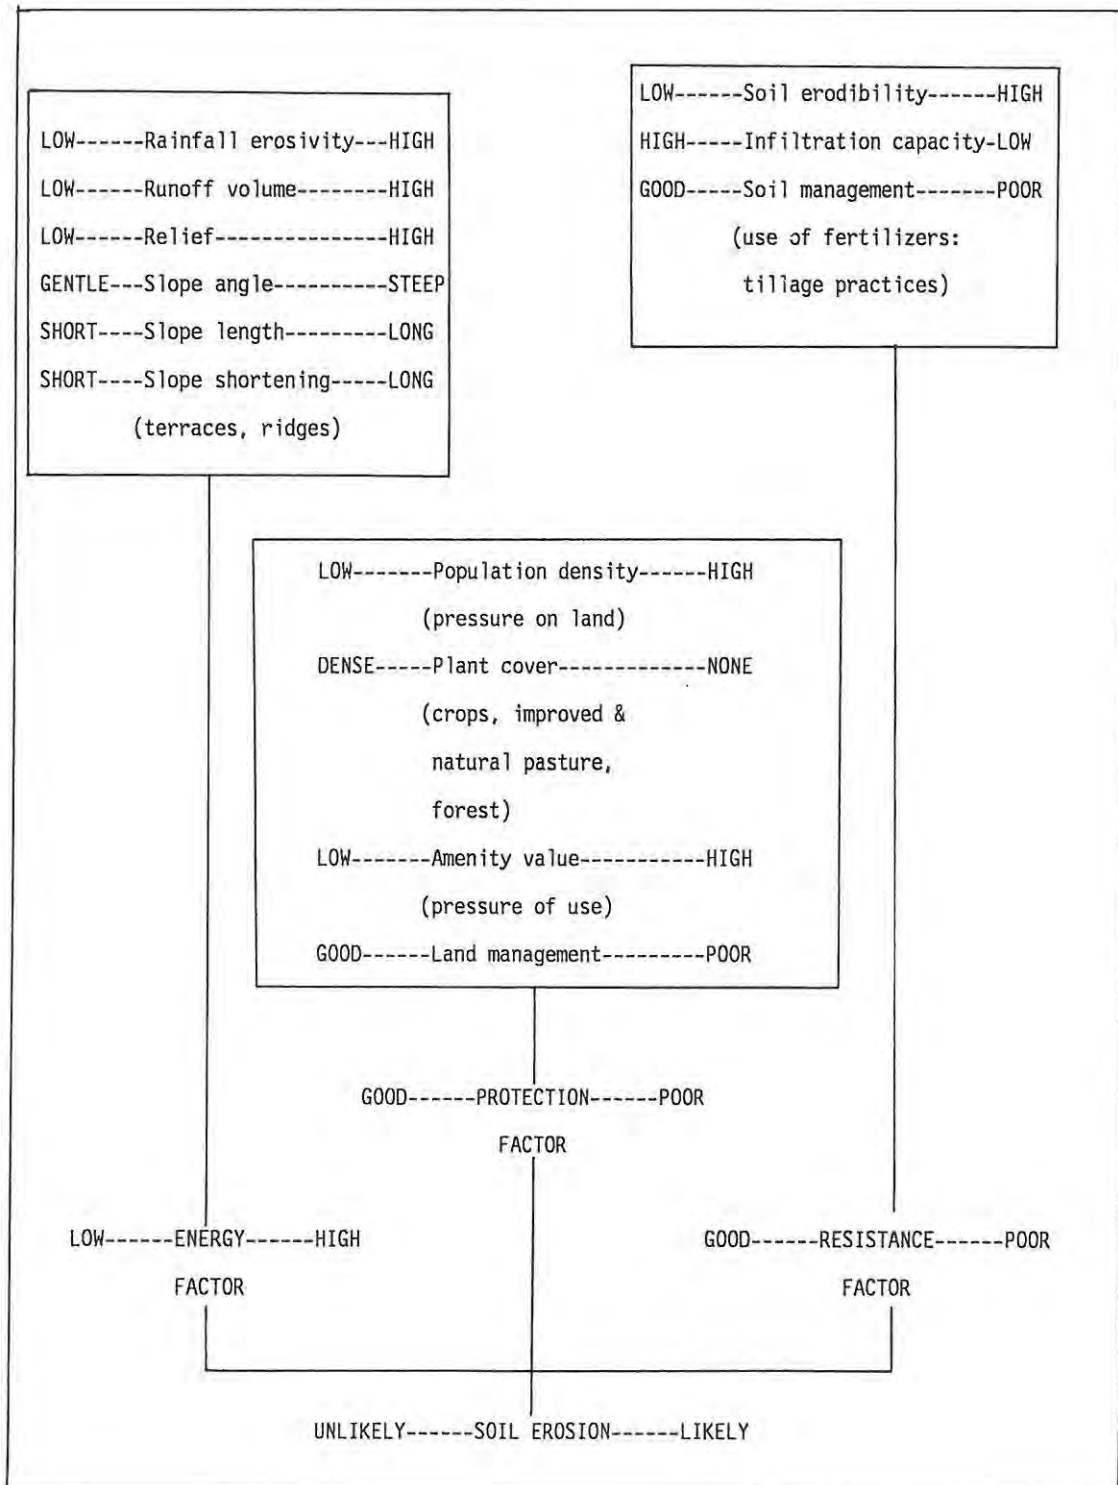 LOW------Rainfall erosivity---HIGH
LOW------Runoff volume--------HIGH
LOW------Relief---------------HIGH
GENTLE---Slope angle----------STEEP
SHORT----Slope length---------LONG
SHORT----Slope shortening-----LONG
(terraces, ridges)
LOW------Soil erodibility------HIGH
HIGH-----Infiltration capacity-LOW
GOOD-----Soil management-------POOR
(use of fertilizers:
tillage practices)
LOW-------Population density------HIGH
(pressure on land)
DENSE-----Plant cover-------------NONE
(crops, improved &
natural pasture,
forest)
LOW-------Amenity value-----------HIGH
(pressure of use)
GOOD------Land management---------POOR
GOOD------PROTECTION------POOR
FACTOR
LOW------ENERGY------HIGH
FACTOR
GOOD------RESISTANCE------POOR
FACTOR
UNLIKELY------SOIL EROSION------LIKELY